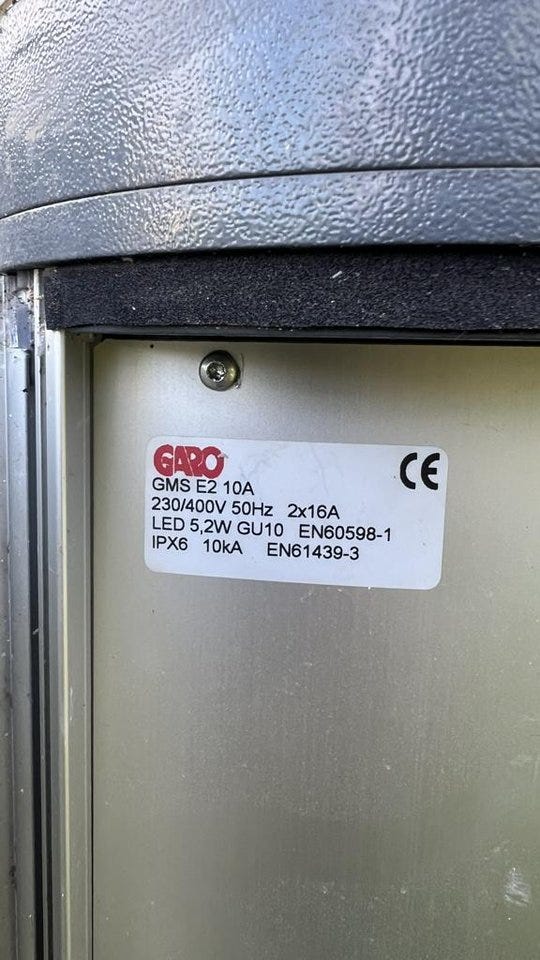 GARO
CE
GMS E2 10A
230/400V 50Hz 2x16A
LED 5,2W GU10 EN60598-1
IPX6 10kA EN61439-3